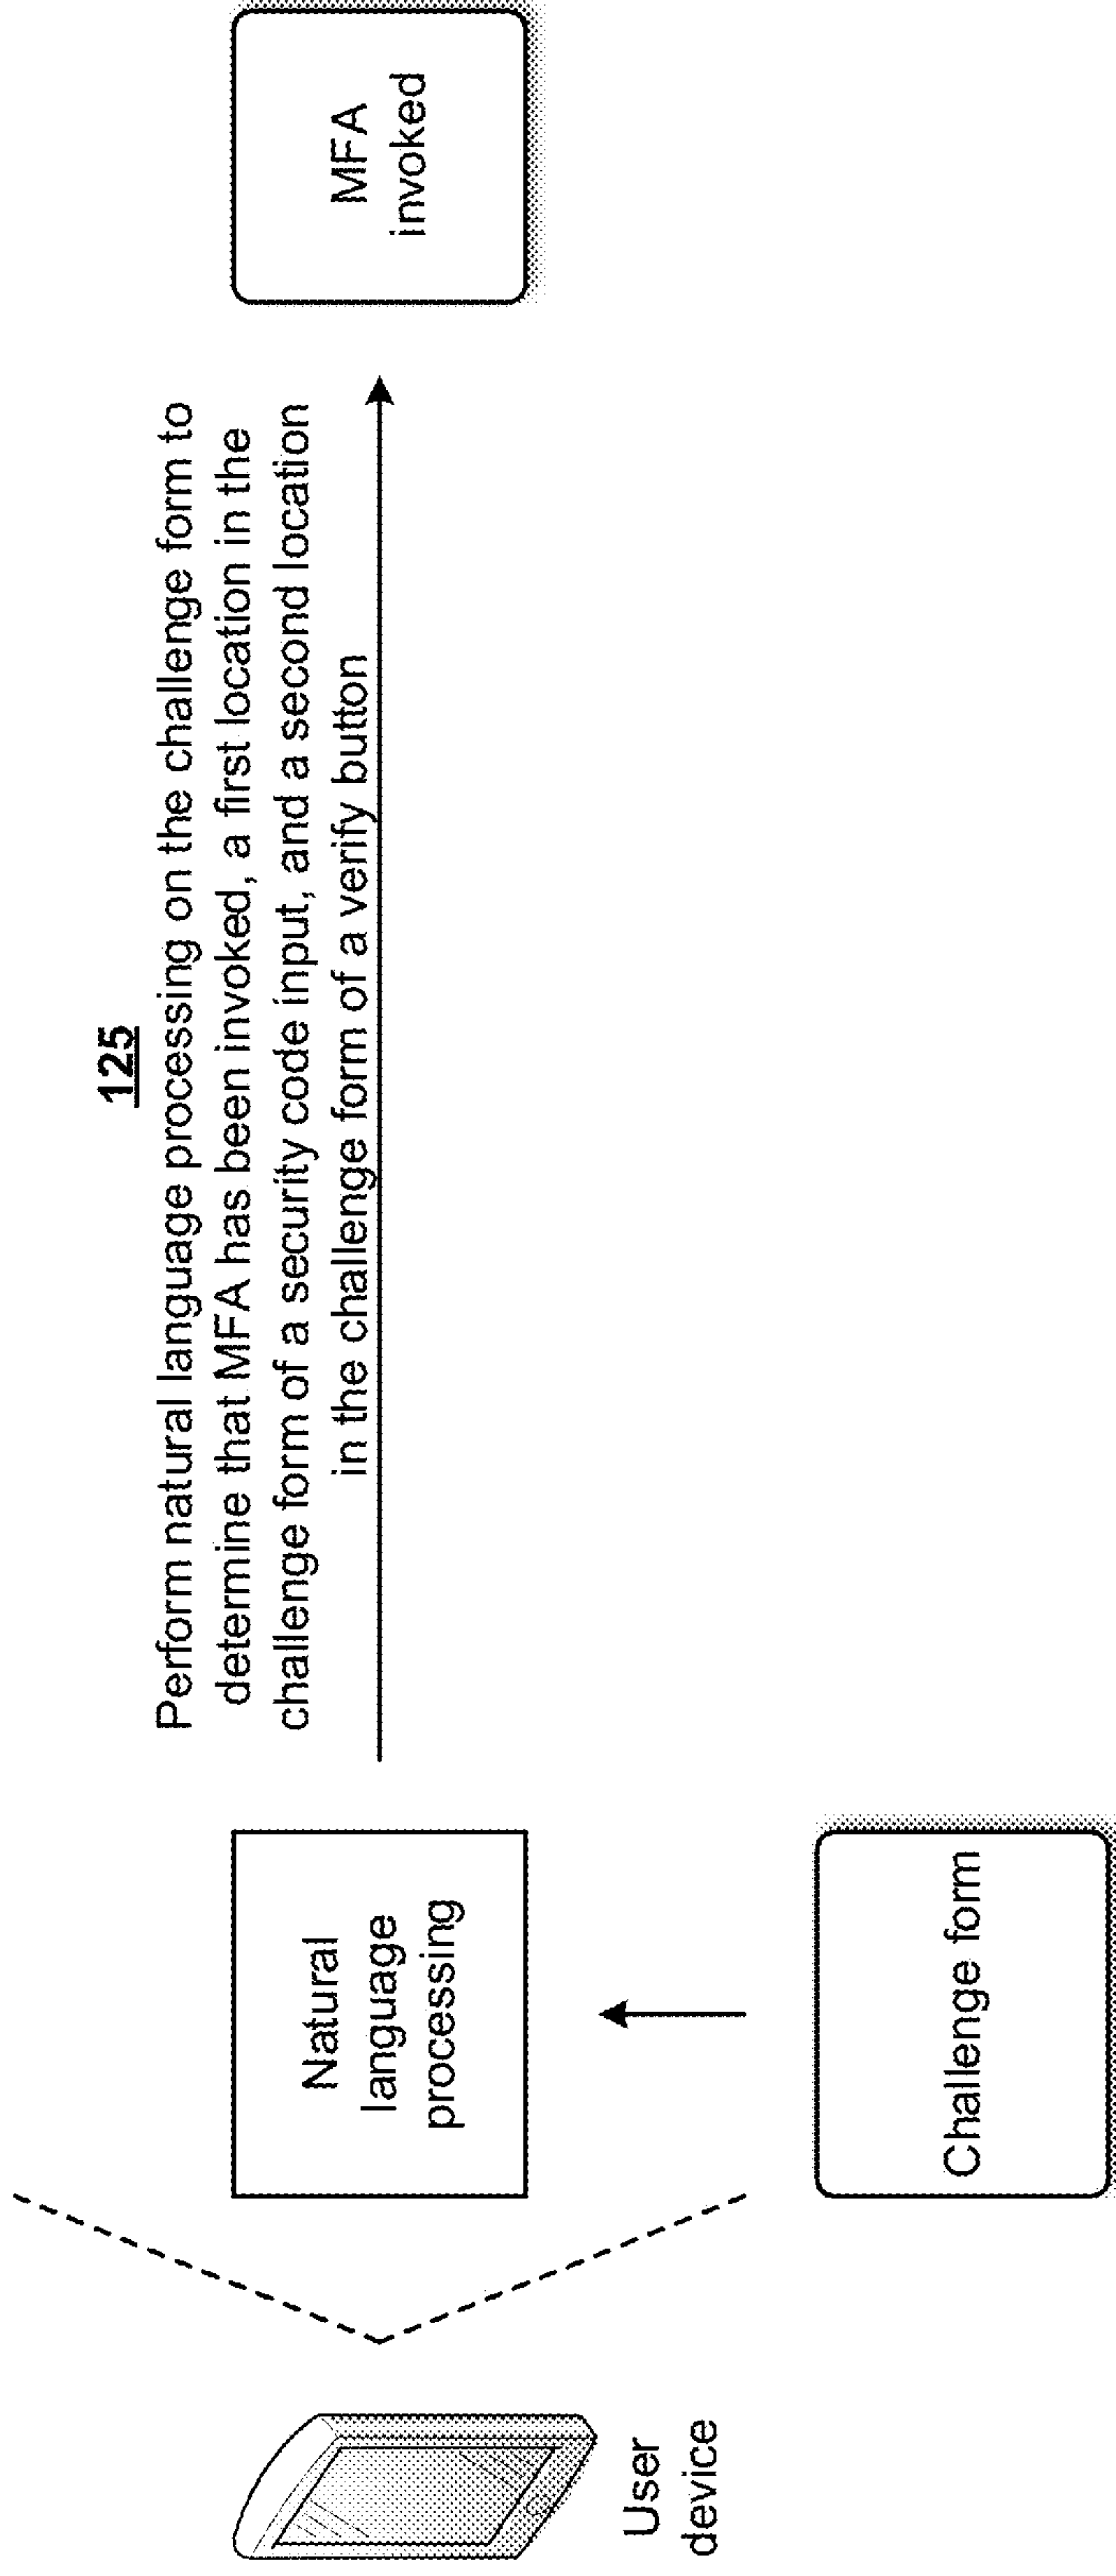 125
Perform natural language processing on the challenge form to
determine that MFA has been invoked, a first location in the
challenge form of a security code input, and a second location
in the challenge form of a verify button
User
device
Natural
language
processing
MFA
invoked
Challenge form